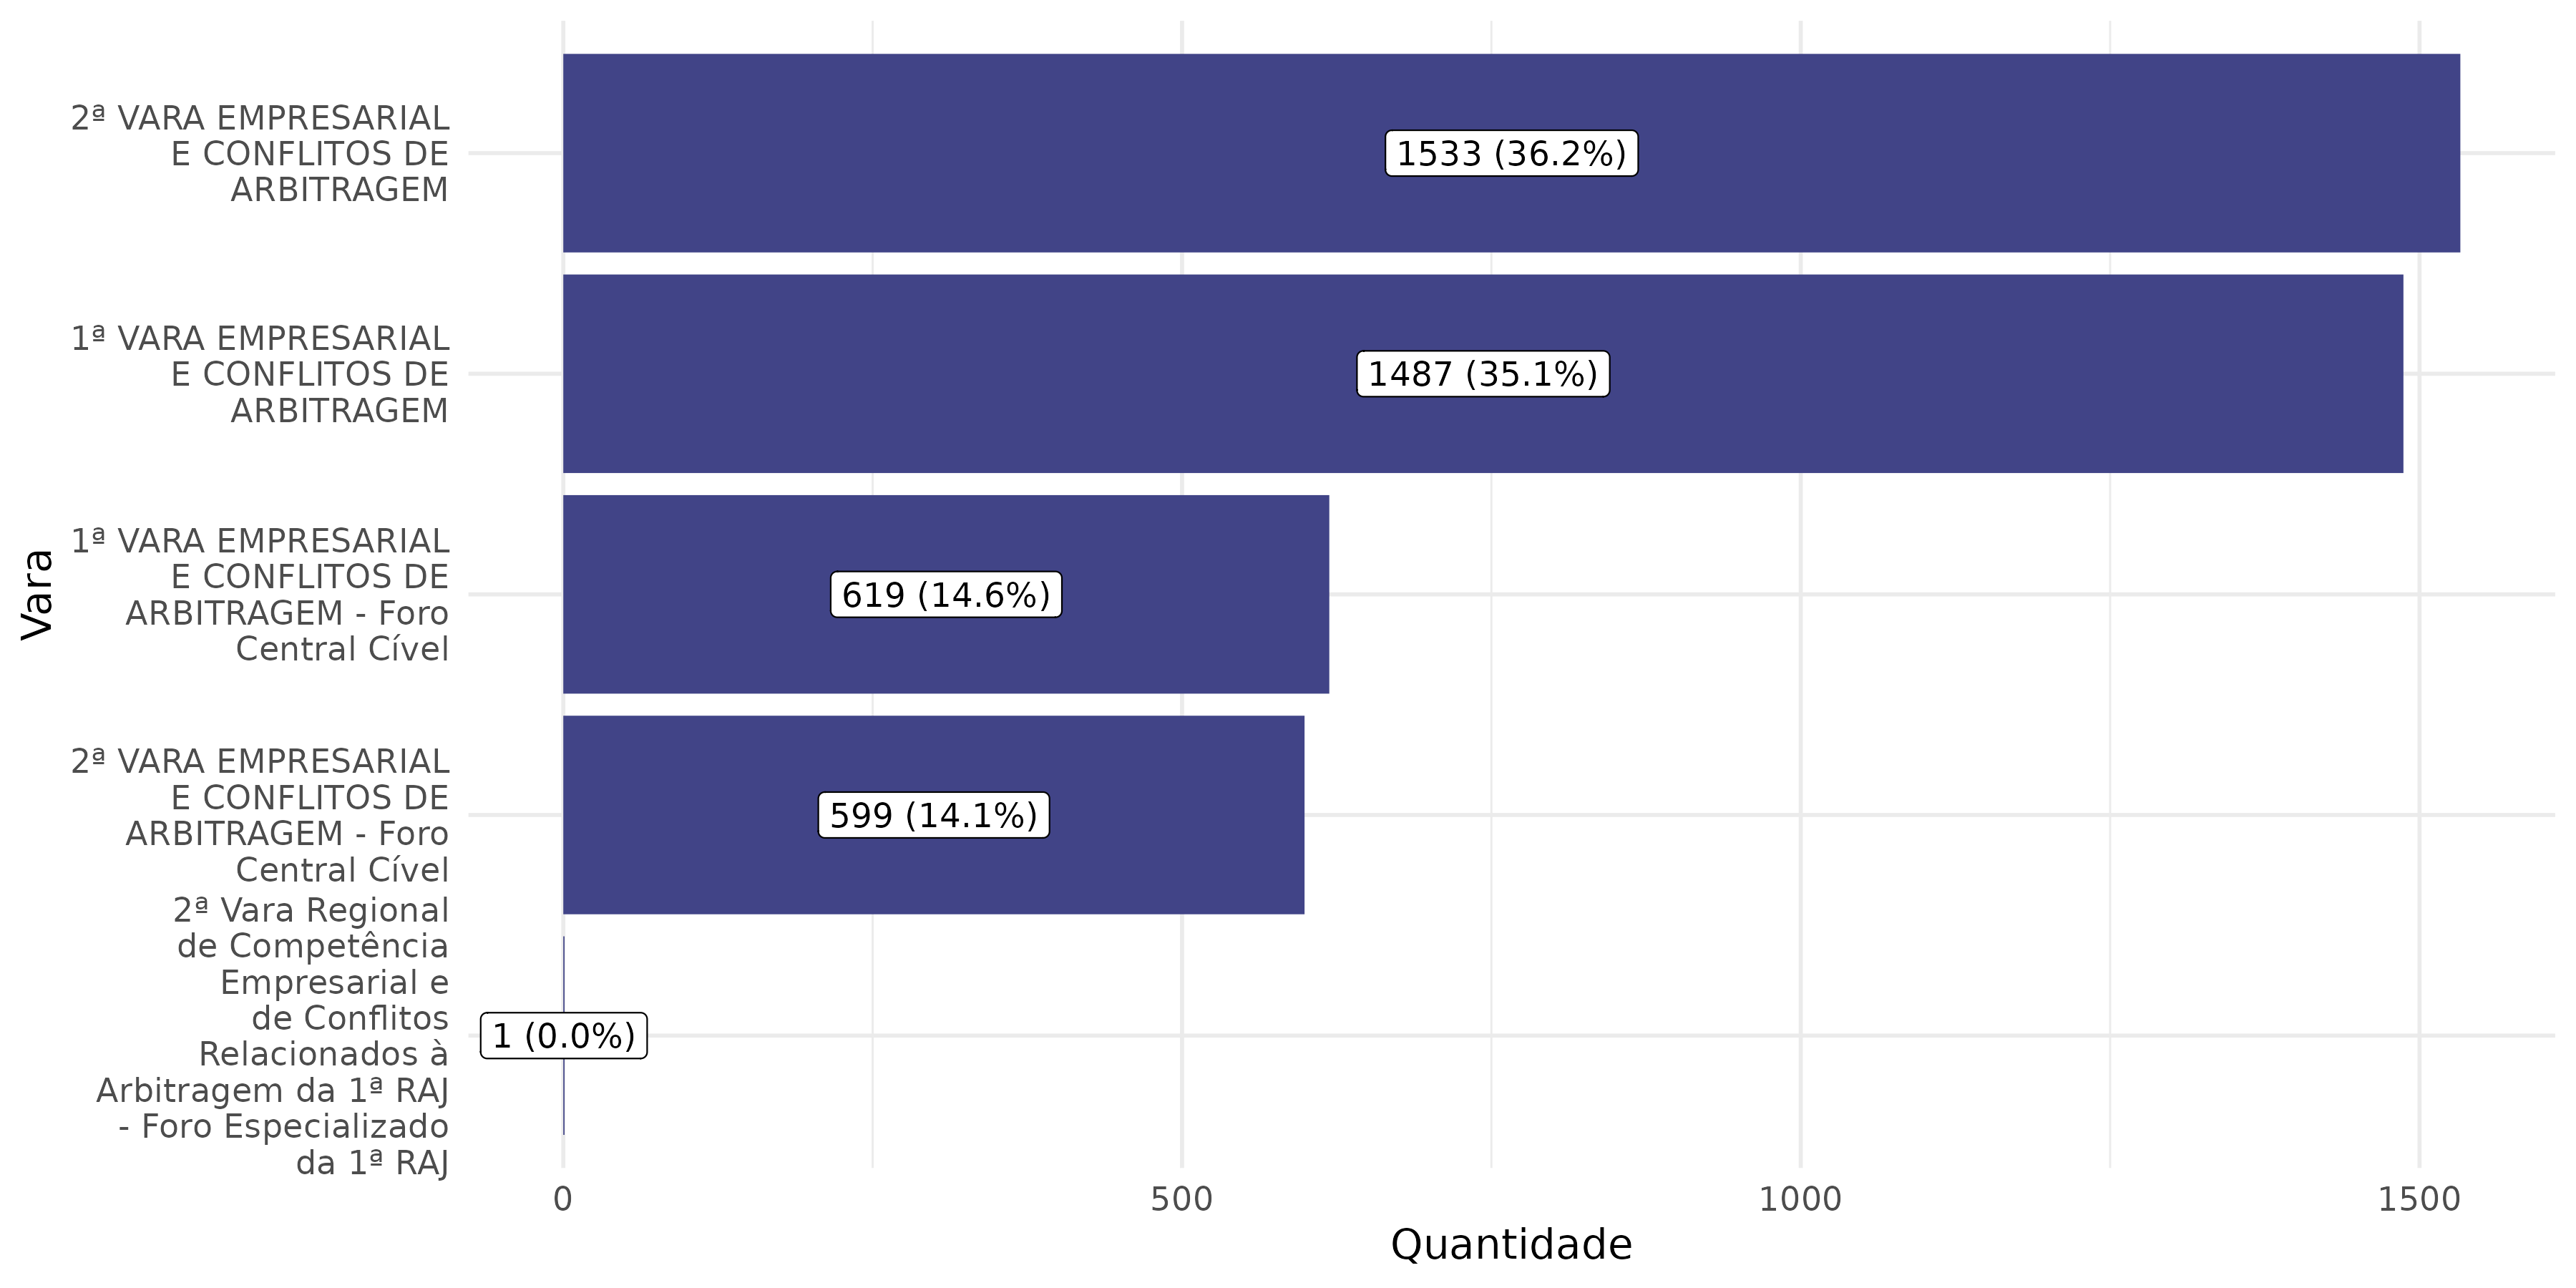 2ª VARA EMPRESARIAL
E CONFLITOS DE
ARBITRAGEM
1533 (36.2%)
1ª VARA EMPRESARIAL
E CONFLITOS DE
ARBITRAGEM
1487 (35.1%)
Vara
1ª VARA EMPRESARIAL
E CONFLITOS DE
ARBITRAGEM - Foro
Central Cível
619 (14.6%)
2ª VARA EMPRESARIAL
E CONFLITOS DE
ARBITRAGEM - Foro
Central Cível
599 (14.1%)
2ª Vara Regional
de Competência
Empresarial e
de Conflitos
Relacionados à
Arbitragem da 1ª RAJ
- Foro Especializado
da 1ª RAJ
1 (0.0%)
0 500 1000 1500
Quantidade